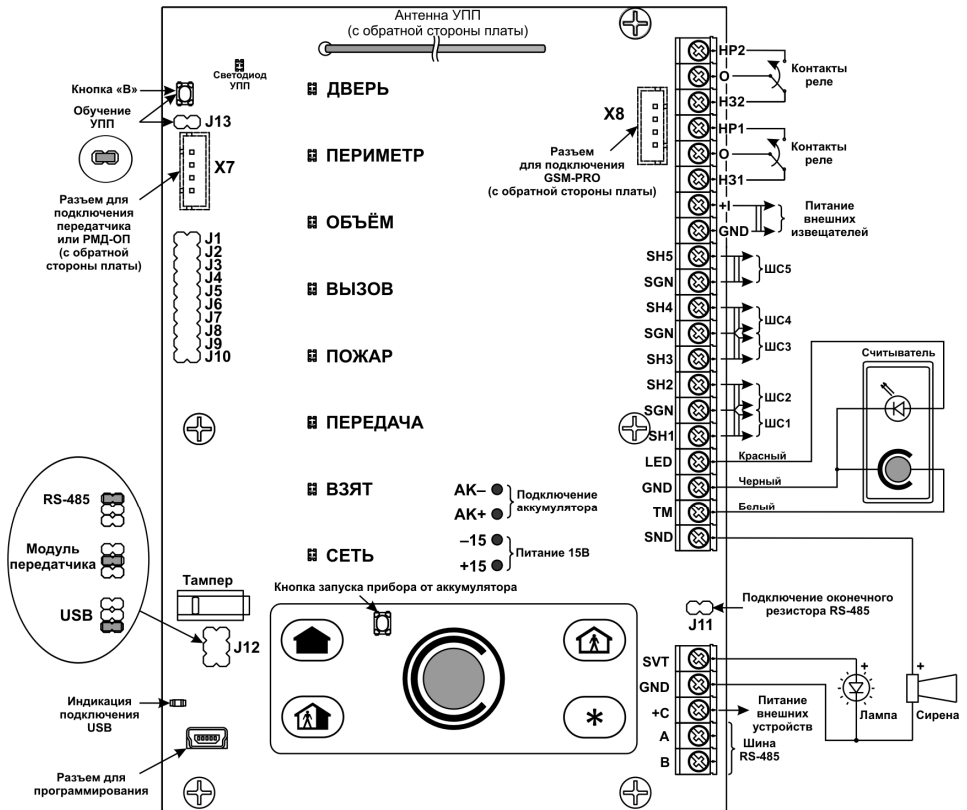 Антенна УПП
(с обратной стороны платы)
Светодиод
УПП
Кнопка «В»
Обучение
УПП
J13
X7
Разъем для
подключения
передатчика
или РМД-ОП
(с обратной
стороны платы)
J1
J2
J3
J4
J5
J6
J7
J8
J9
J10
ДВЕРЬ
ПЕРИМЕТР
ОБЪЁМ
ВЫЗОВ
ПОЖАР
ПЕРЕДАЧА
ВЗЯТ
СЕТЬ
X8
Разъем
для подключения
GSM-PRO
(с обратной стороны платы)
HP2
O
H32
Контакты
реле
HP1
O
H31
Контакты
реле
+I
GND
Питание
внешних
извещателей
SH5
SGN
ШС5
SH4
SGN
SH3
ШС4
ШС3
SH2
SGN
SH1
ШС2
ШС1
LED
GND
TM
SND
Красный
Черный
Белый
Считыватель
AK–
AK+
Подключение
аккумулятора
–15
+15
Питание 15В
RS-485
Модуль
передатчика
USB
Тампер
J12
Кнопка запуска прибора от аккумулятора
*
Индикация
подключения
USB
Разъем для
программирования
J11
Подключение оконечного
резистора RS-485
SVT
GND
+C
A
B
Питание
внешних
устройств
Шина
RS-485
+
Лампа
+
Сирена